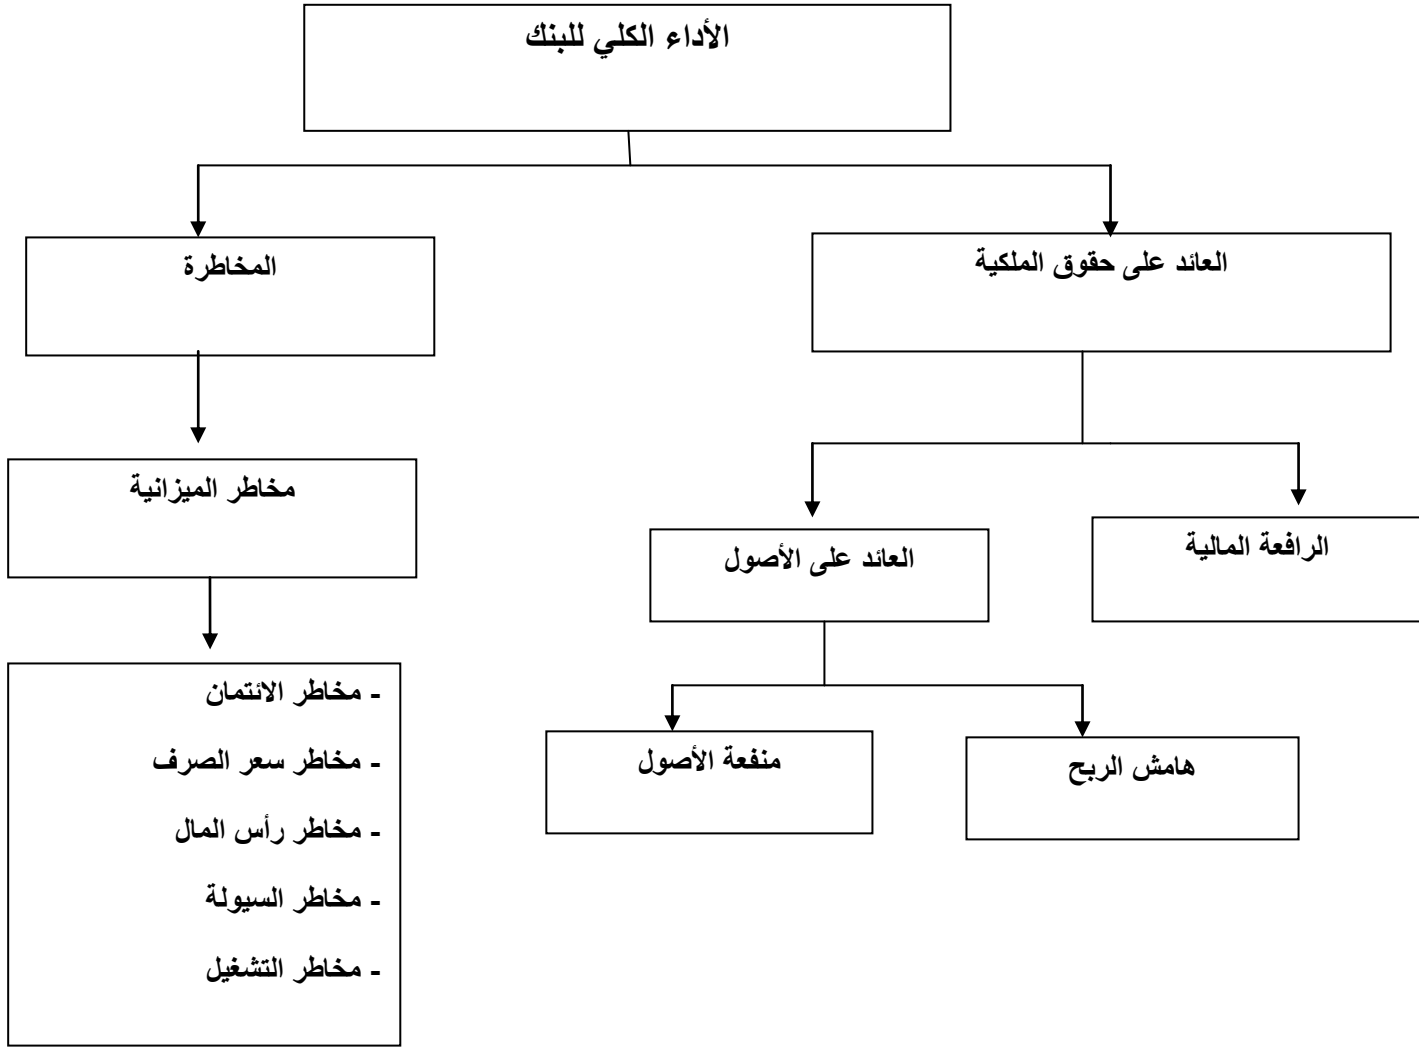 الأداء الكلي للبنك
العائد على حقوق الملكية
المخاطرة
مخاطر الميزانية
الرافعة المالية
العائد على الأصول
هامش الربح
منفعة الأصول
- مخاطر الائتمان
- مخاطر سعر الصرف
- مخاطر رأس المال
- مخاطر السيولة
- مخاطر التشغيل